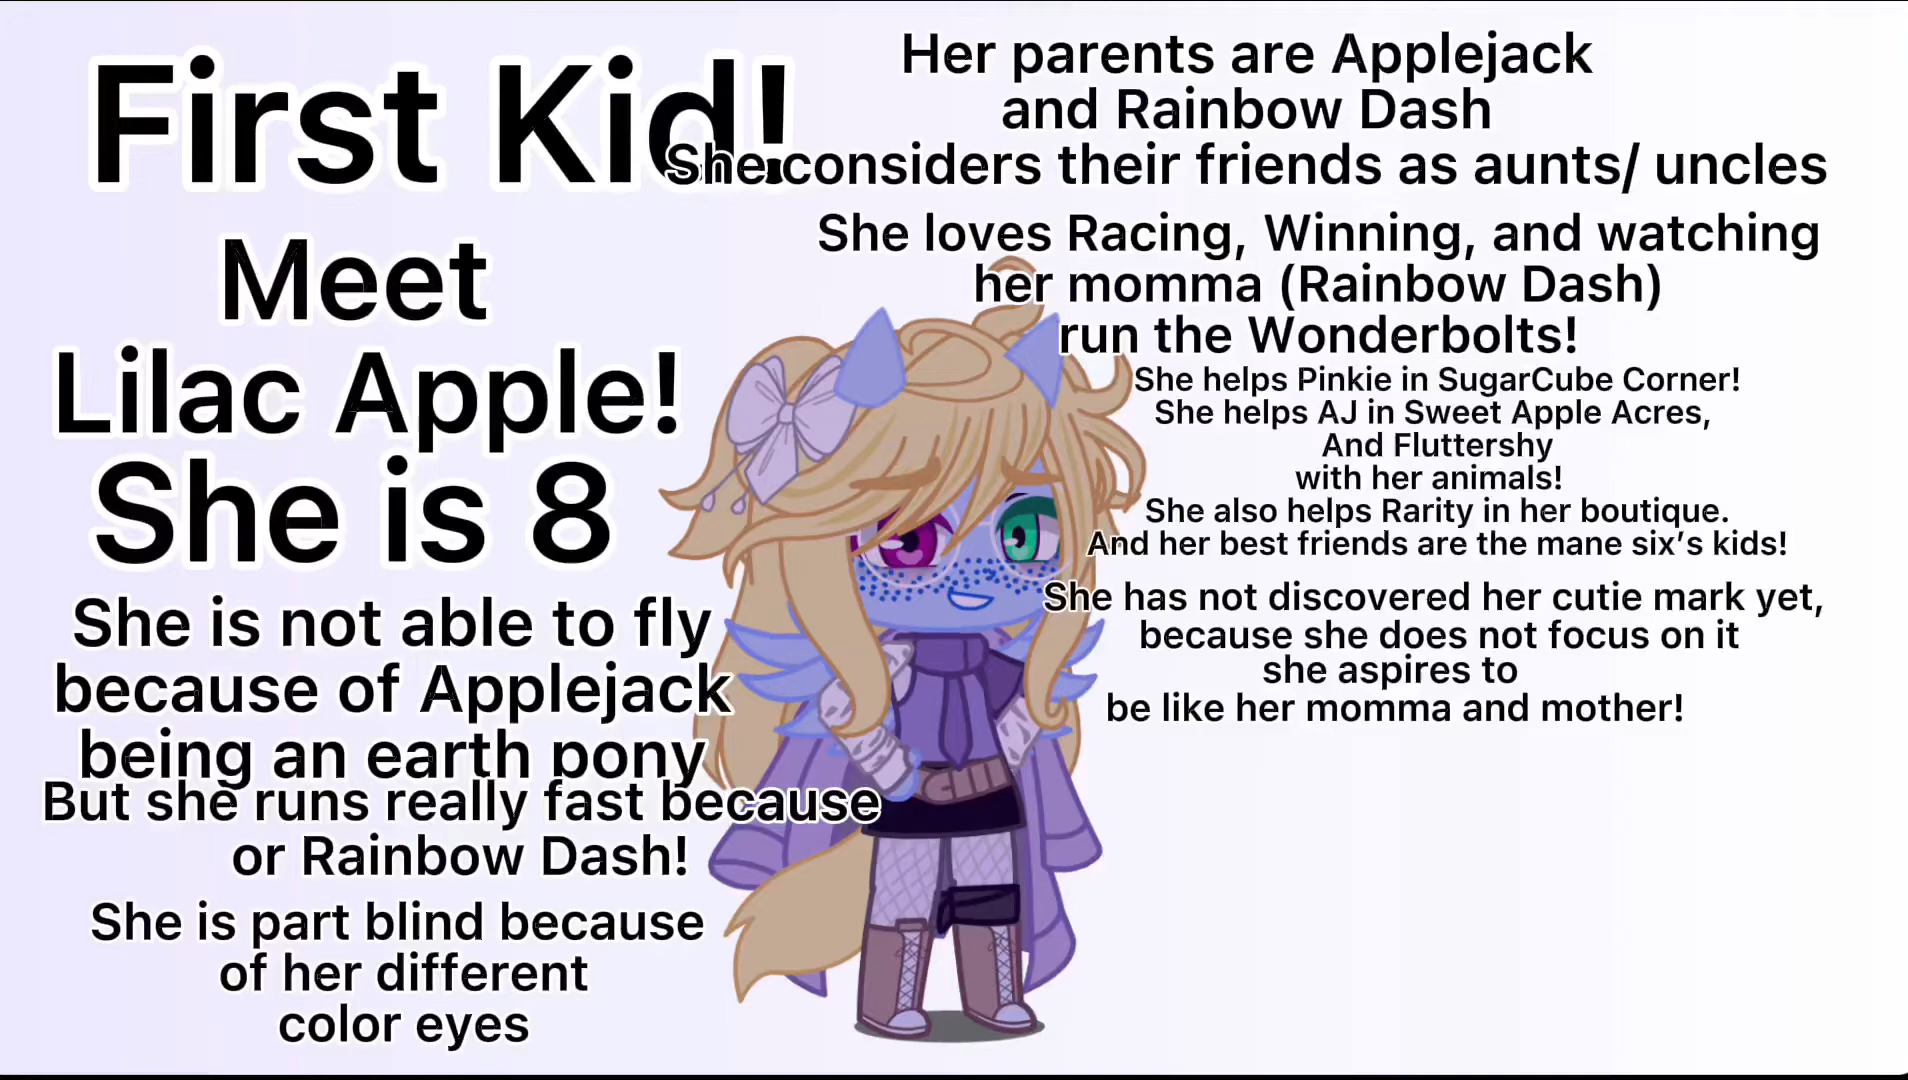 First Kid!
Meet
Lilac Apple!
She is 8
She is not able to fly
because of Applejack
being an earth pony
But she runs really fast because
or Rainbow Dash!
She is part blind because
of her different
color eyes
Her parents are Applejack
and Rainbow Dash
She considers their friends as aunts/ uncles
She loves Racing, Winning, and watching
her momma (Rainbow Dash)
run the Wonderbolts!
She helps Pinkie in SugarCube Corner!
She helps AJ in Sweet Apple Acres,
And Fluttershy
with her animals!
She also helps Rarity in her boutique.
And her best friends are the mane six’s kids!
She has not discovered her cutie mark yet,
because she does not focus on it
she aspires to
be like her momma and mother!